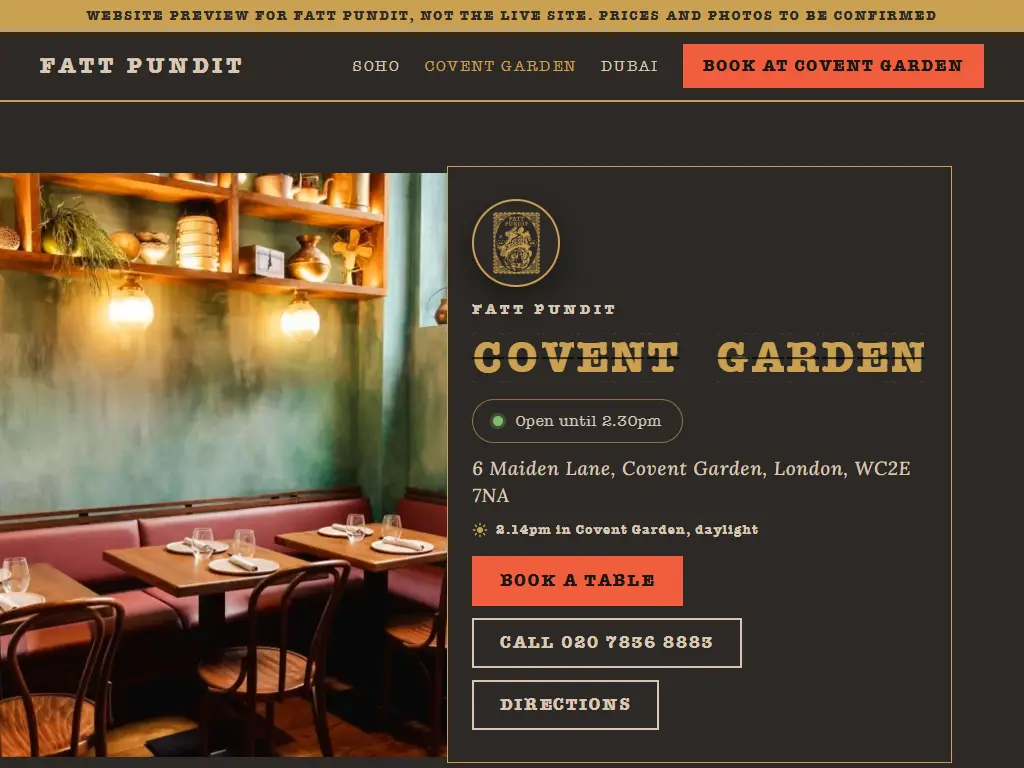 WEBSITE PREVIEW FOR FATT PUNDIT, NOT THE LIVE SITE. PRICES AND PHOTOS TO BE CONFIRMED
FATT PUNDIT
SOHO
COVENT GARDEN
DUBAI
BOOK AT COVENT GARDEN
FATT PUNDIT
FATT PUNDIT
COVENT GARDEN
Open until 2.30pm
6 Maiden Lane, Covent Garden, London, WC2E
7NA
2.14pm in Covent Garden, daylight
BOOK A TABLE
CALL 020 7836 8883
DIRECTIONS